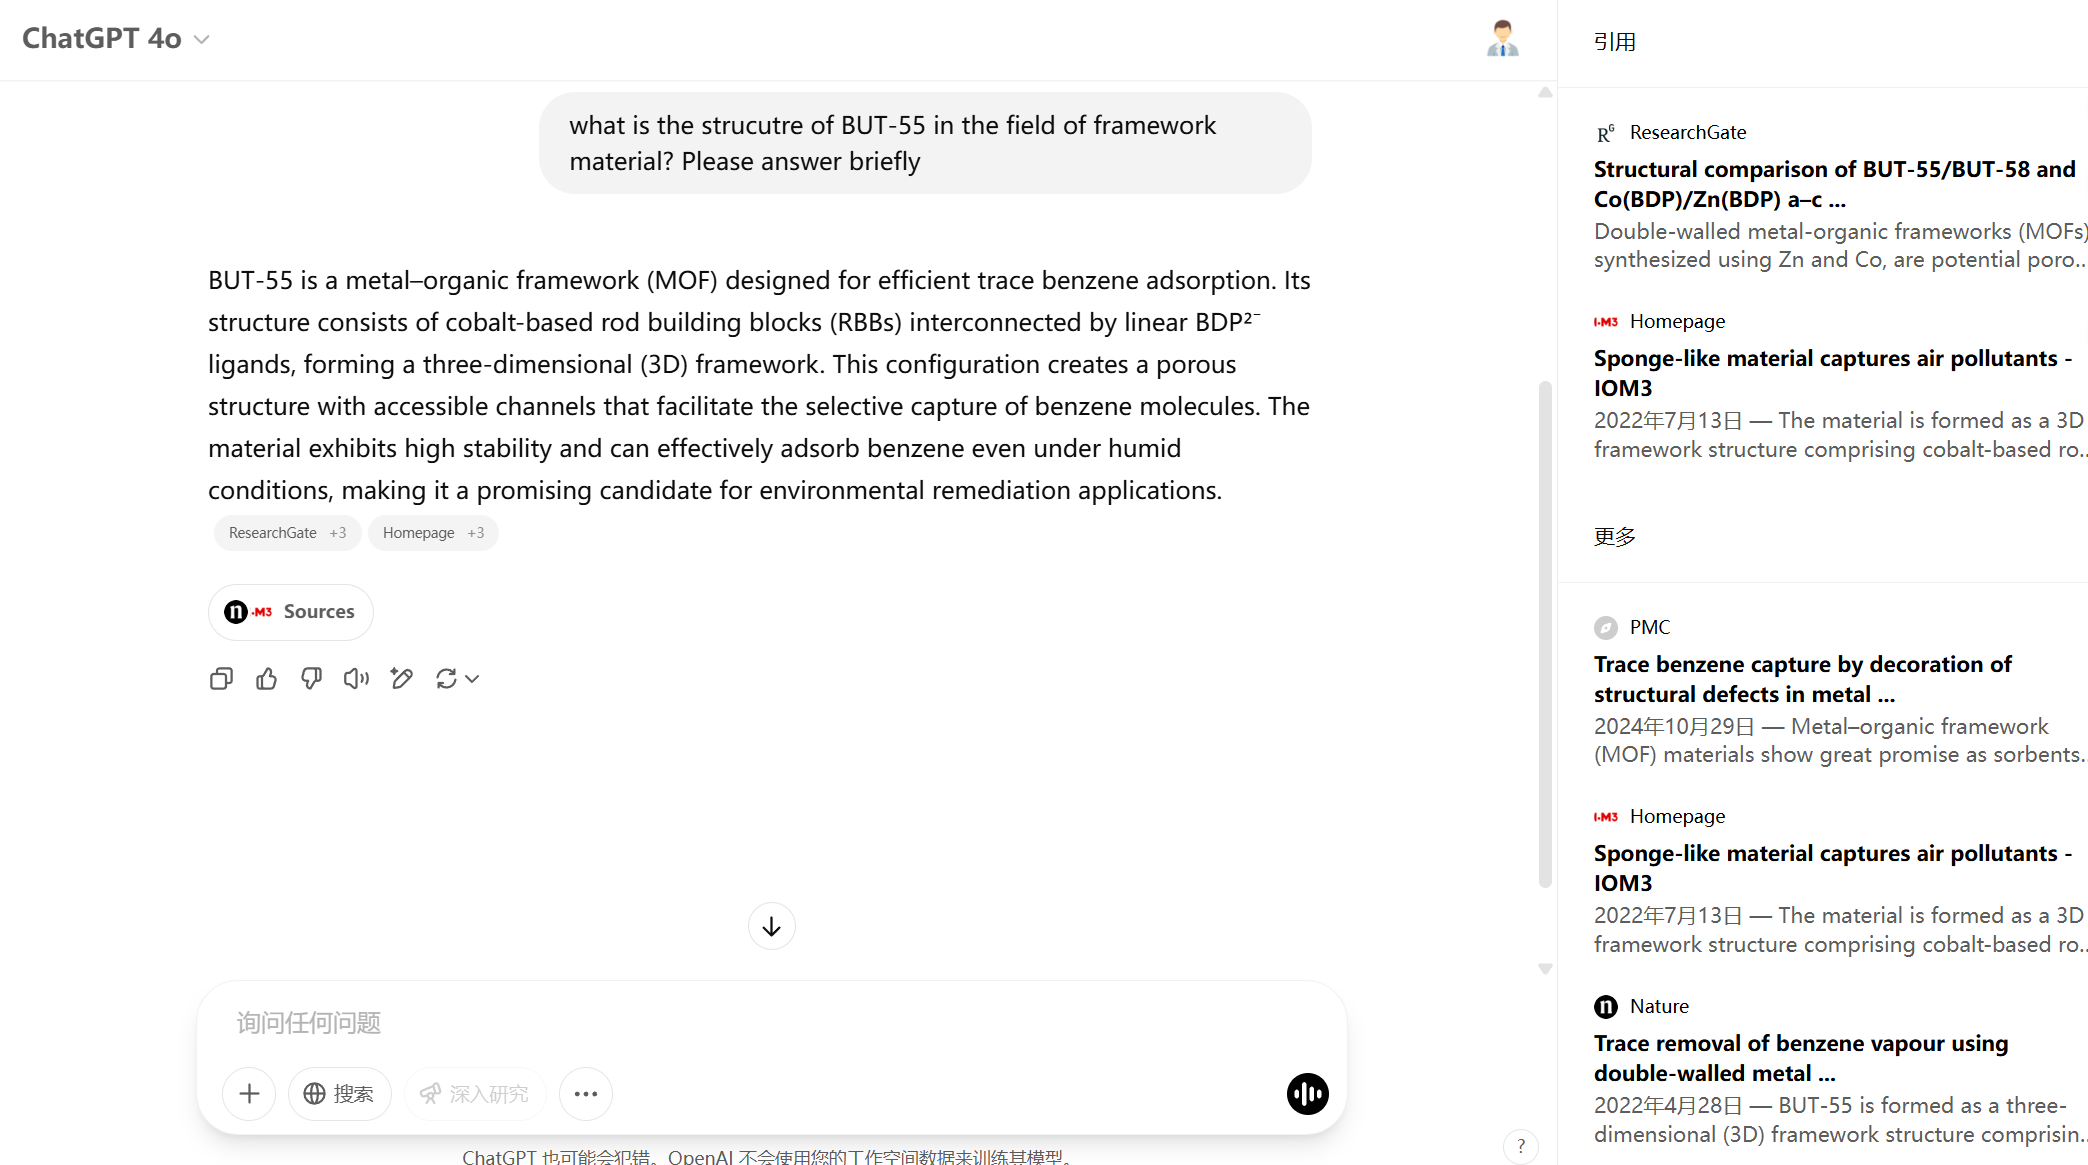 ChatGPT 4o
what is the strucutre of BUT-55 in the field of framework
material? Please answer briefly
BUT-55 is a metal–organic framework (MOF) designed for efficient trace benzene adsorption. Its
structure consists of cobalt-based rod building blocks (RBBs) interconnected by linear BDP²⁻
ligands, forming a three-dimensional (3D) framework. This configuration creates a porous
structure with accessible channels that facilitate the selective capture of benzene molecules. The
material exhibits high stability and can effectively adsorb benzene even under humid
conditions, making it a promising candidate for environmental remediation applications.
ResearchGate +3 Homepage +3
n ·M3 Sources
询问任何问题
搜索 深入研究
ChatGPT 也可能会犯错。OpenAI 不会使用您的工作空间数据来训练其模型。
?
引用
RG ResearchGate
Structural comparison of BUT-55/BUT-58 and
Co(BDP)/Zn(BDP) a–c ...
Double-walled metal-organic frameworks (MOFs)
synthesized using Zn and Co, are potential poro...
I·M3 Homepage
Sponge-like material captures air pollutants -
IOM3
2022年7月13日 — The material is formed as a 3D
framework structure comprising cobalt-based ro...
更多
PMC
Trace benzene capture by decoration of
structural defects in metal ...
2024年10月29日 — Metal–organic framework
(MOF) materials show great promise as sorbents...
I·M3 Homepage
Sponge-like material captures air pollutants -
IOM3
2022年7月13日 — The material is formed as a 3D
framework structure comprising cobalt-based ro...
n Nature
Trace removal of benzene vapour using
double-walled metal ...
2022年4月28日 — BUT-55 is formed as a three-
dimensional (3D) framework structure comprisin...